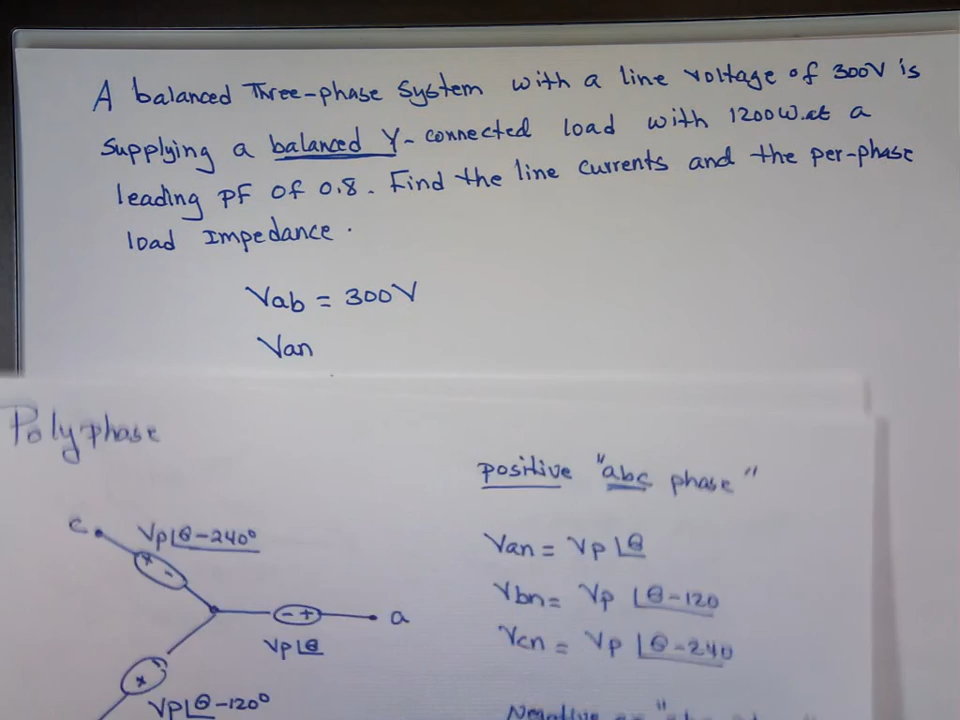 A balanced Three-phase System with a line voltage of 300V is
Supplying a balanced Y-connected load with 1200W.at a
leading pF of 0.8. Find the line currents and the per-phase
load Impedance.
Vab = 300V
Van
Polyphase
positive "abc phase"
c
Vp∠θ-240°
+ -
- +
a
Vp∠θ
+
Vp∠θ-120°
Van = Vp ∠θ
Vbn = Vp ∠θ-120
Vcn = Vp ∠θ-240